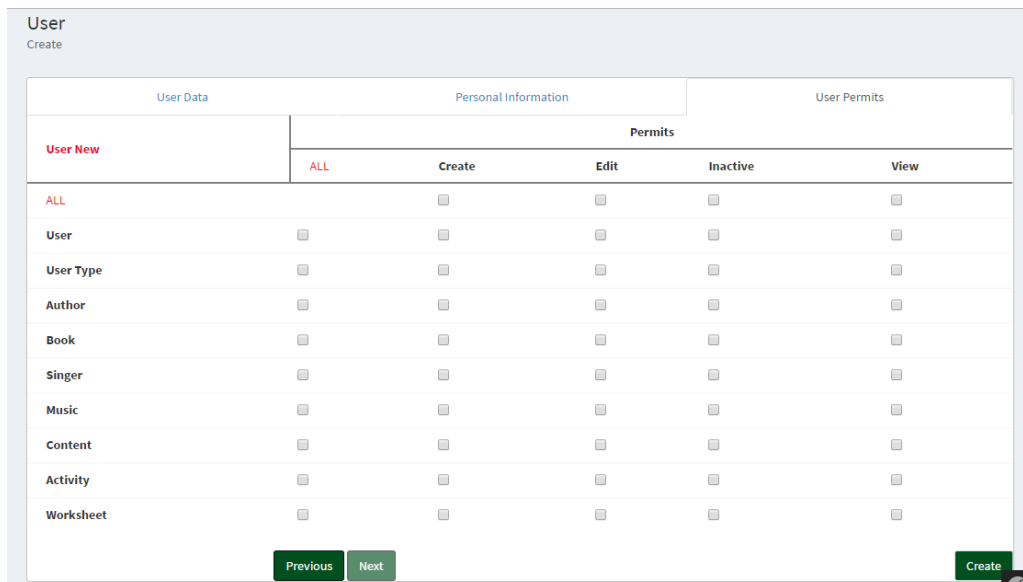 User
Create
User Data Personal Information User Permits
User New
Permits
ALL Create Edit Inactive View
ALL
User
User Type
Author
Book
Singer
Music
Content
Activity
Worksheet
Previous Next Create